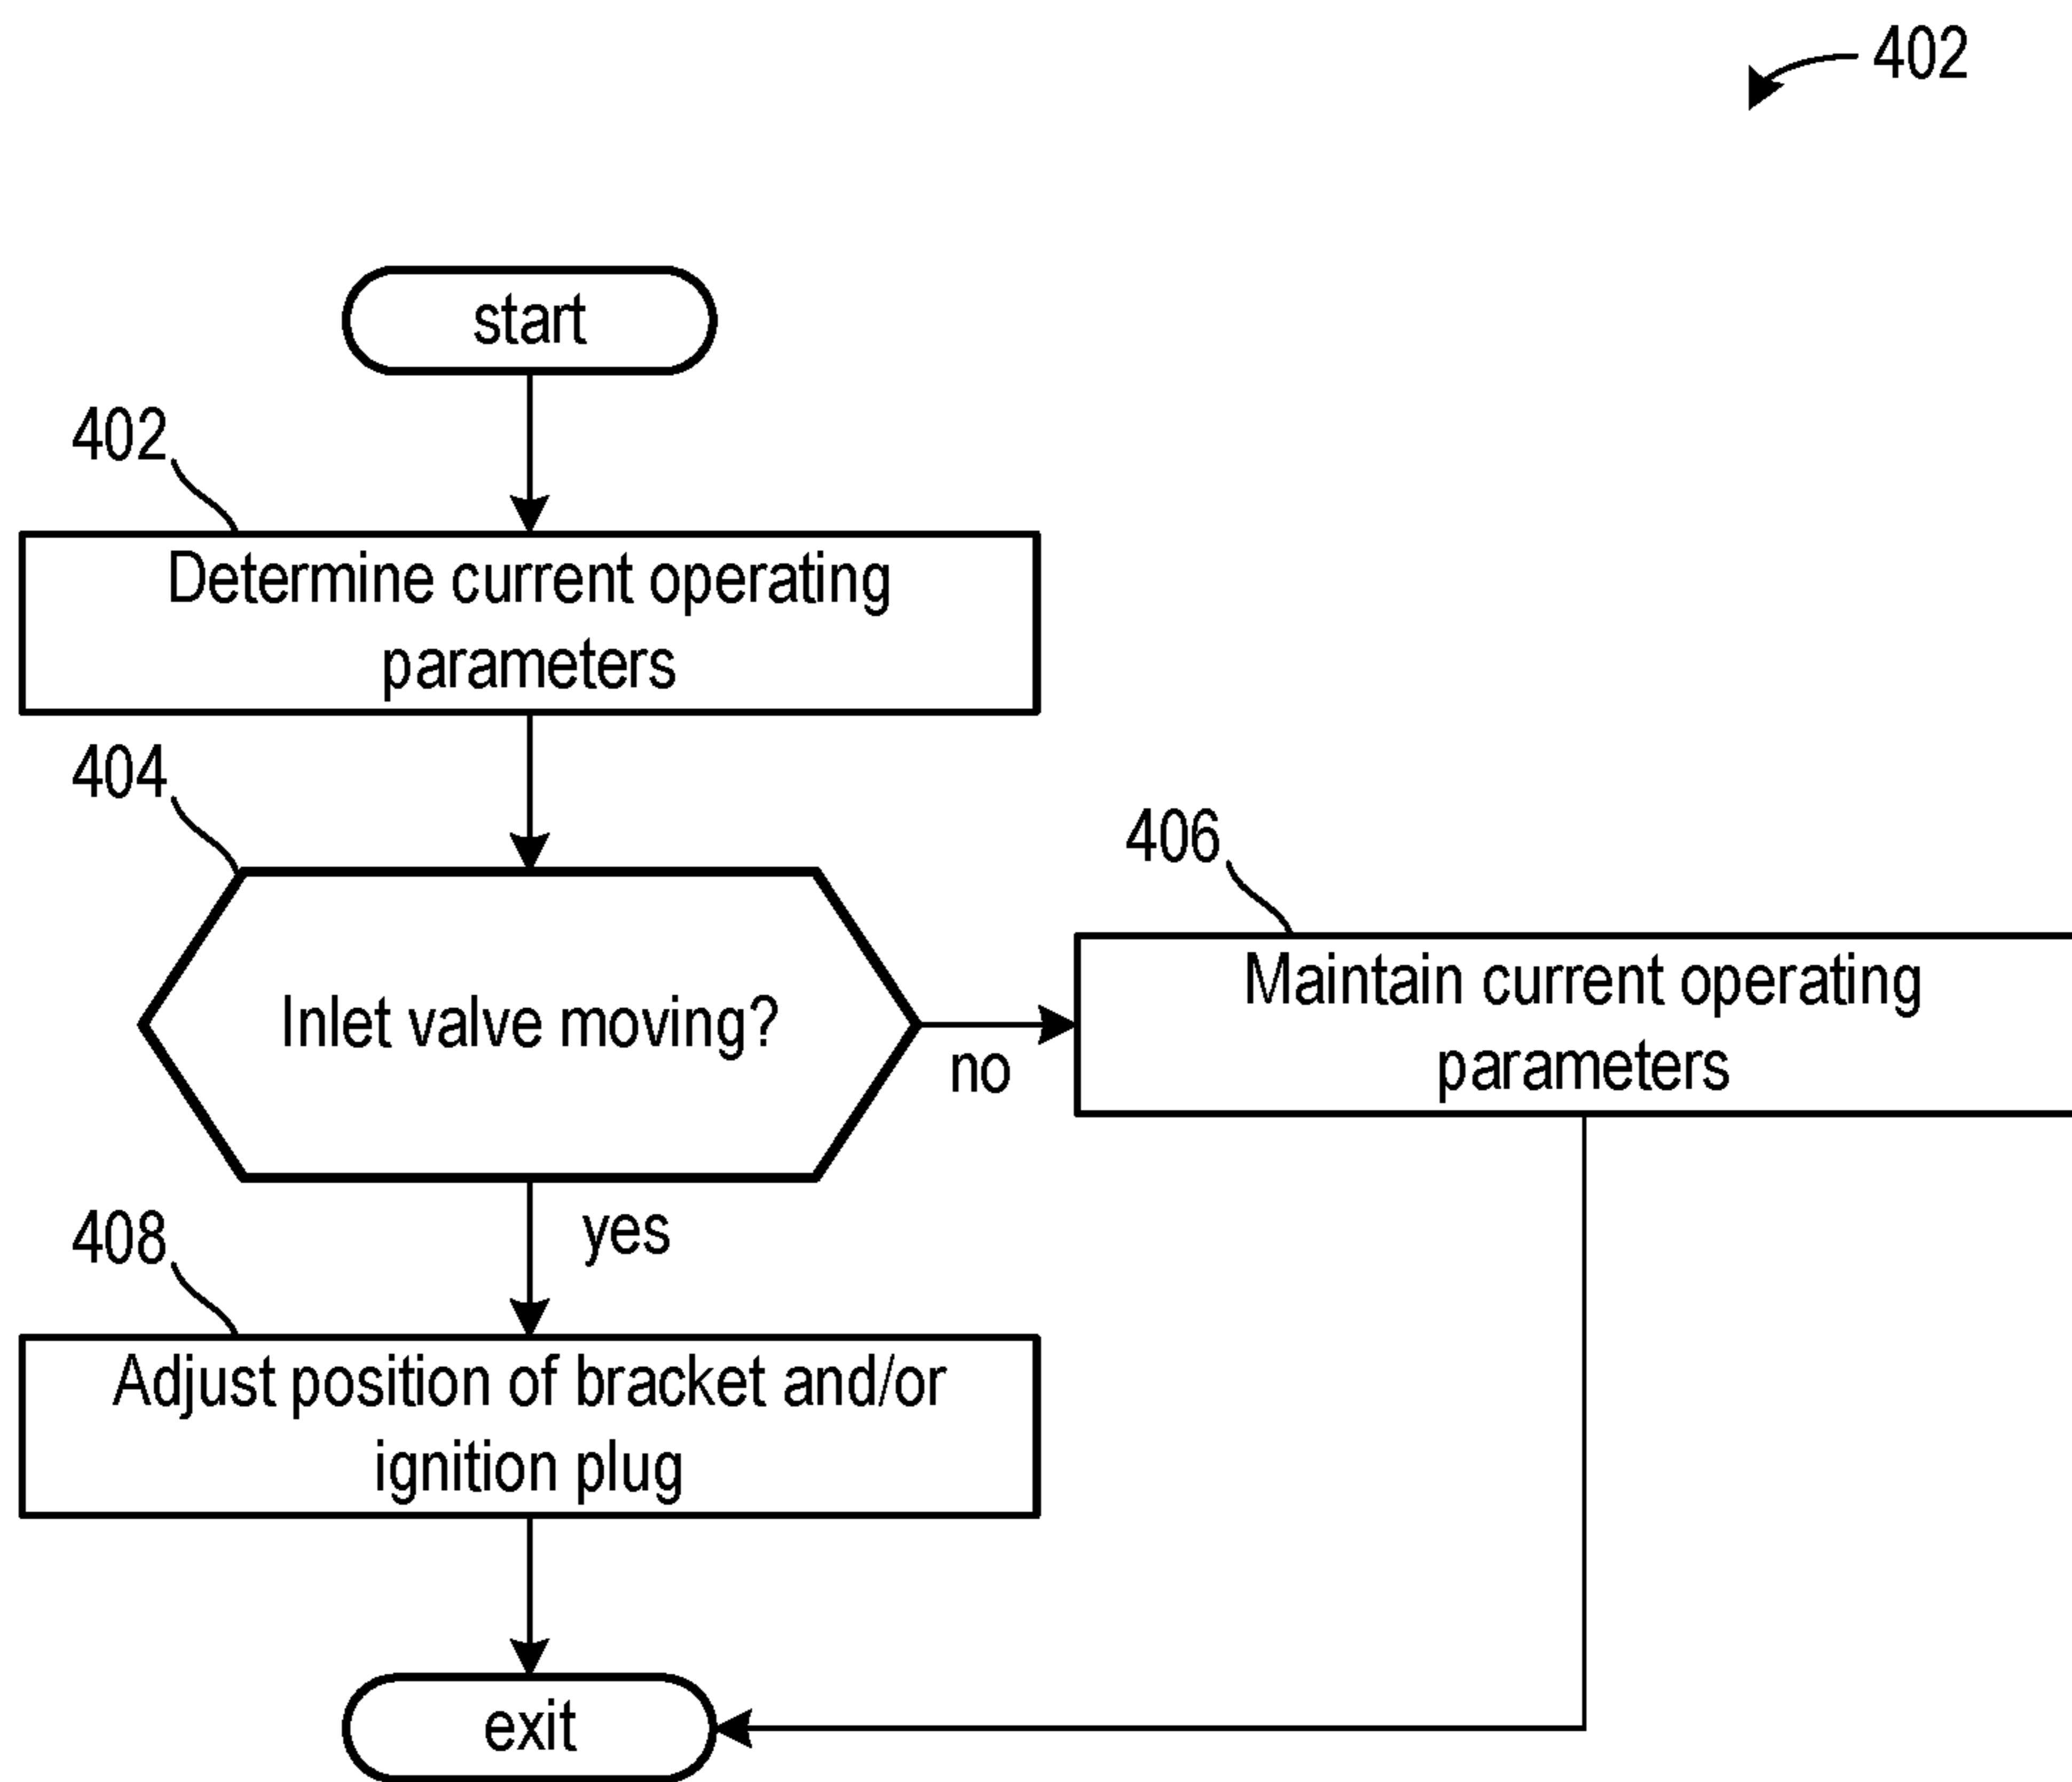 402
start
402
Determine current operating
parameters
404
Inlet valve moving?
no
406
Maintain current operating
parameters
yes
408
Adjust position of bracket and/or
ignition plug
exit